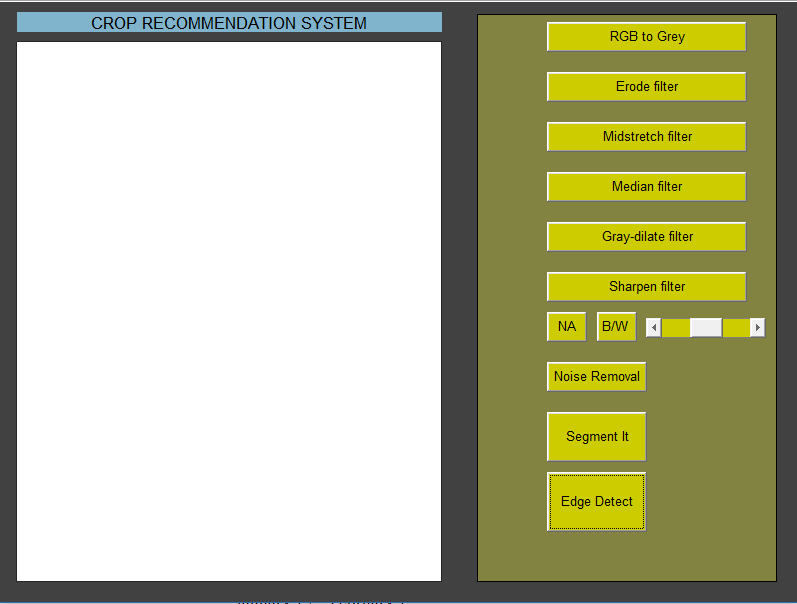 CROP RECOMMENDATION SYSTEM
RGB to Grey
Erode filter
Midstretch filter
Median filter
Gray-dilate filter
Sharpen filter
NA B/W
Noise Removal
Segment It
Edge Detect